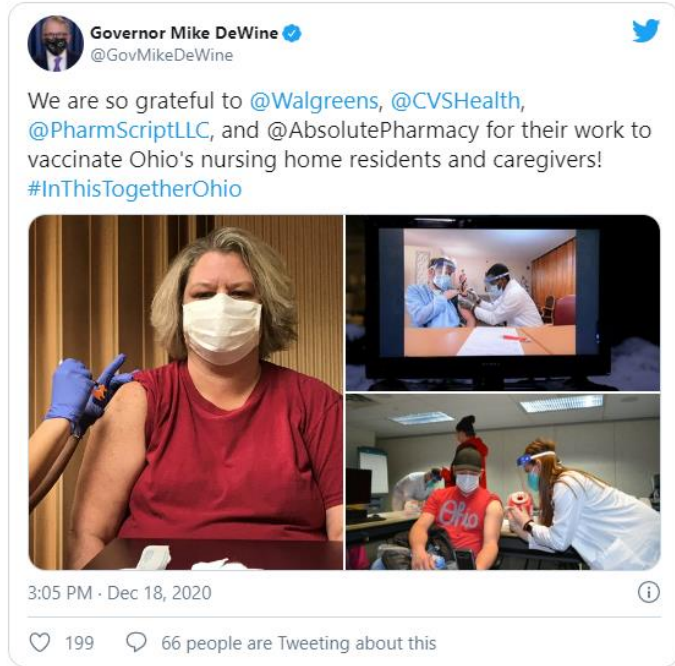 Governor Mike DeWine
@GovMikeDeWine
We are so grateful to @Walgreens, @CVSHealth,
@PharmScriptLLC, and @AbsolutePharmacy for their work to
vaccinate Ohio's nursing home residents and caregivers!
#InThisTogetherOhio
Ohio
3:05 PM · Dec 18, 2020
199
66 people are Tweeting about this